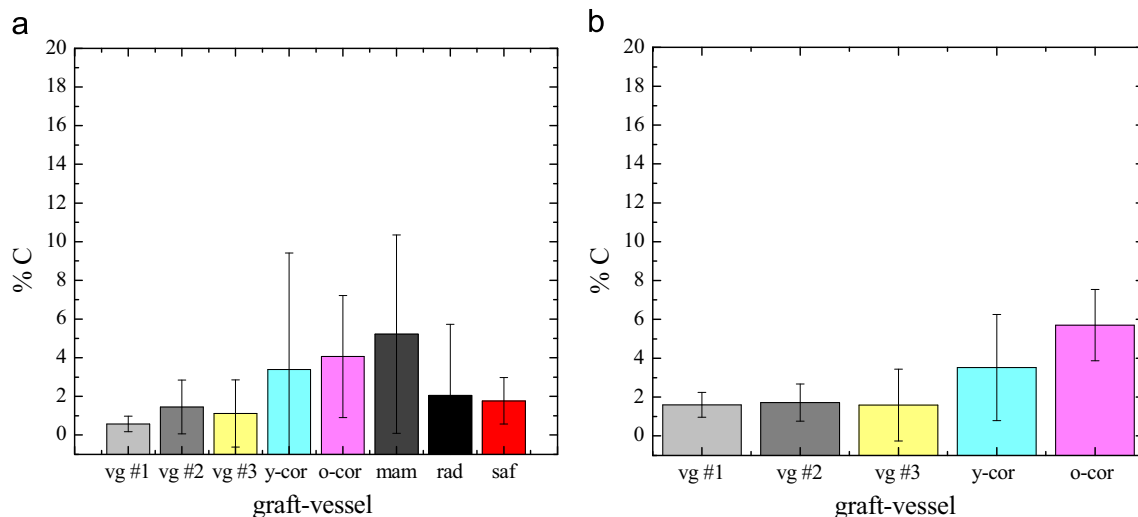 a
20
18
16
14
12
10
8
6
4
2
0
% C
vg #1 vg #2 vg #3 y-cor o-cor mam rad saf
graft-vessel
b
20
18
16
14
12
10
8
6
4
2
0
% C
vg #1 vg #2 vg #3 y-cor o-cor
graft-vessel